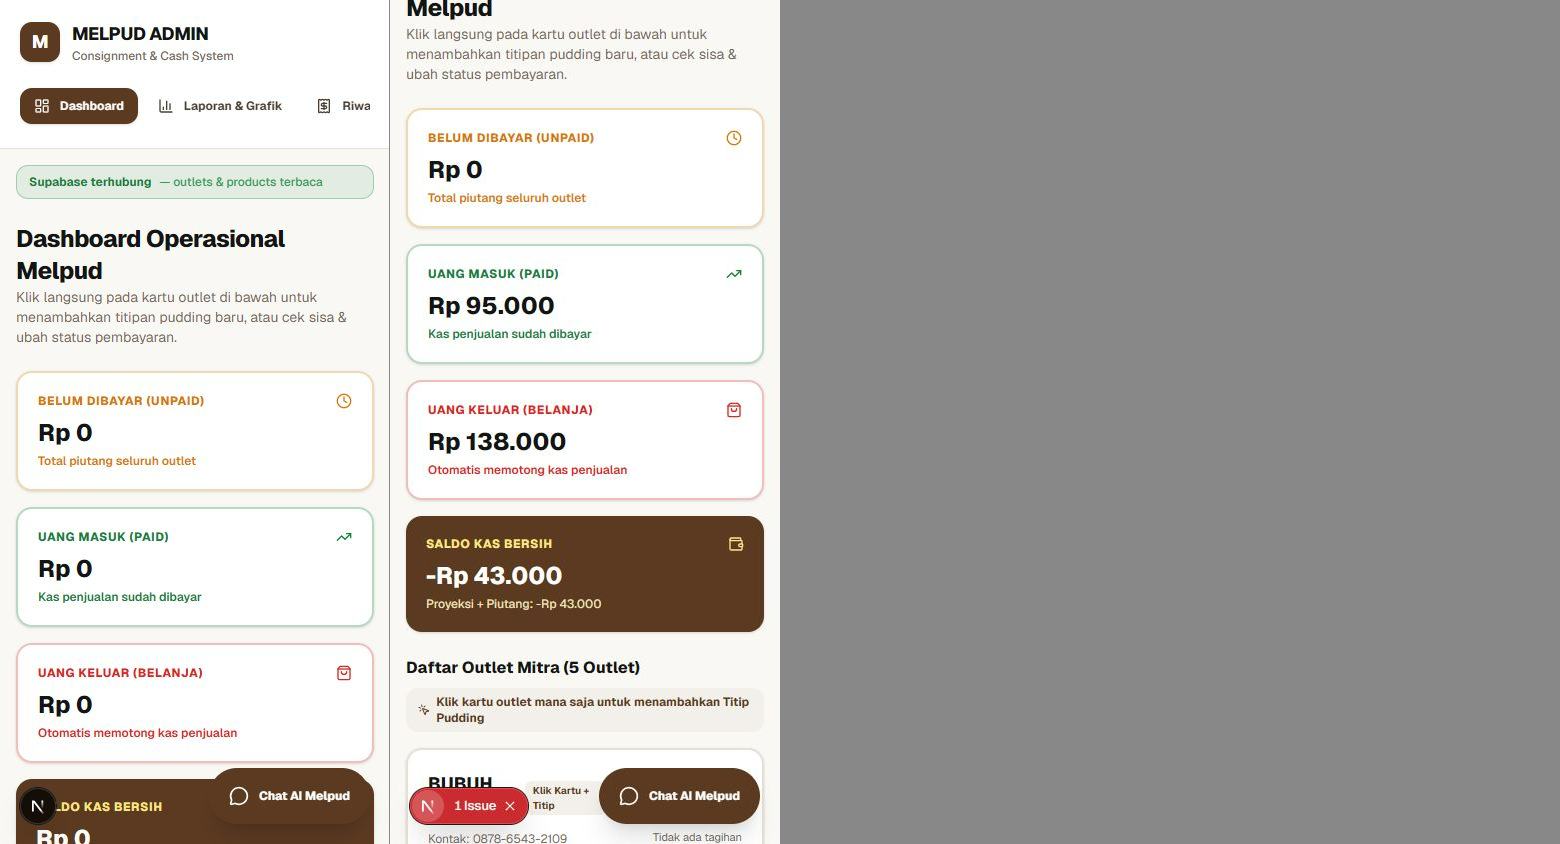 M
MELPUD ADMIN
Consignment & Cash System
Dashboard
Laporan & Grafik
Riwa
Supabase terhubung — outlets & products terbaca
Dashboard Operasional
Melpud
Klik langsung pada kartu outlet di bawah untuk
menambahkan titipan pudding baru, atau cek sisa &
ubah status pembayaran.
BELUM DIBAYAR (UNPAID)
Rp 0
Total piutang seluruh outlet
UANG MASUK (PAID)
Rp 0
Kas penjualan sudah dibayar
UANG KELUAR (BELANJA)
Rp 0
Otomatis memotong kas penjualan
LDO KAS BERSIH
Rp 0
N
Chat AI Melpud
Melpud
Klik langsung pada kartu outlet di bawah untuk
menambahkan titipan pudding baru, atau cek sisa &
ubah status pembayaran.
BELUM DIBAYAR (UNPAID)
Rp 0
Total piutang seluruh outlet
UANG MASUK (PAID)
Rp 95.000
Kas penjualan sudah dibayar
UANG KELUAR (BELANJA)
Rp 138.000
Otomatis memotong kas penjualan
SALDO KAS BERSIH
-Rp 43.000
Proyeksi + Piutang: -Rp 43.000
Daftar Outlet Mitra (5 Outlet)
Klik kartu outlet mana saja untuk menambahkan Titip
Pudding
BUBUH
Klik Kartu +
Titip
N
1 Issue
Chat AI Melpud
Kontak: 0878-6543-2109
Tidak ada tagihan